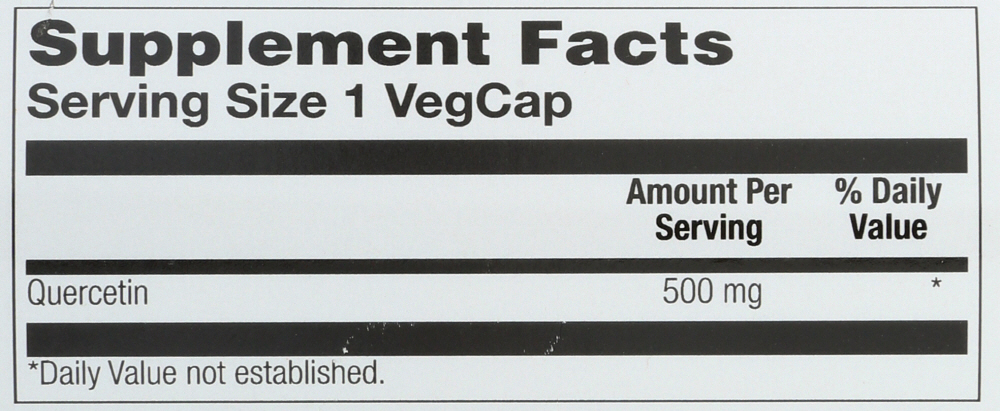 Supplement Facts
Serving Size 1 VegCap
Amount Per Serving % Daily Value
Quercetin 500 mg *
*Daily Value not established.